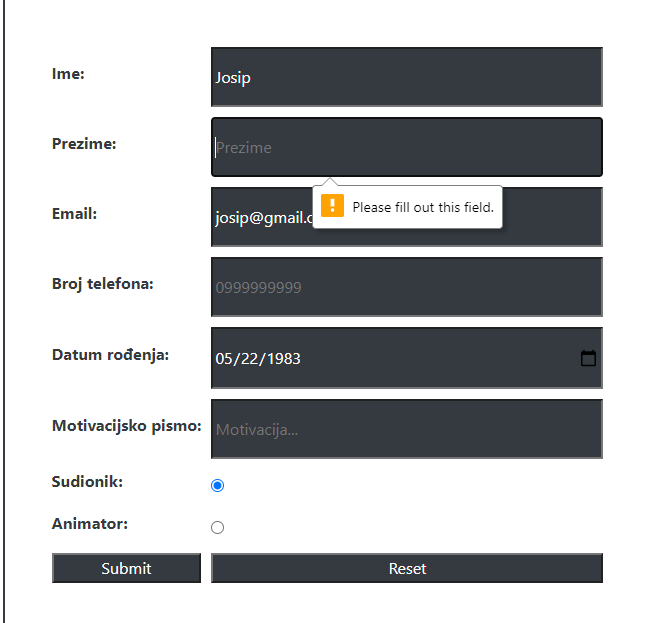 Ime:
Josip
Prezime:
Prezime
Please fill out this field.
Email:
josip@gmail.c
Broj telefona:
0999999999
Datum rođenja:
05/22/1983
Motivacijsko pismo:
Motivacija...
Sudionik:
Animator:
Submit
Reset